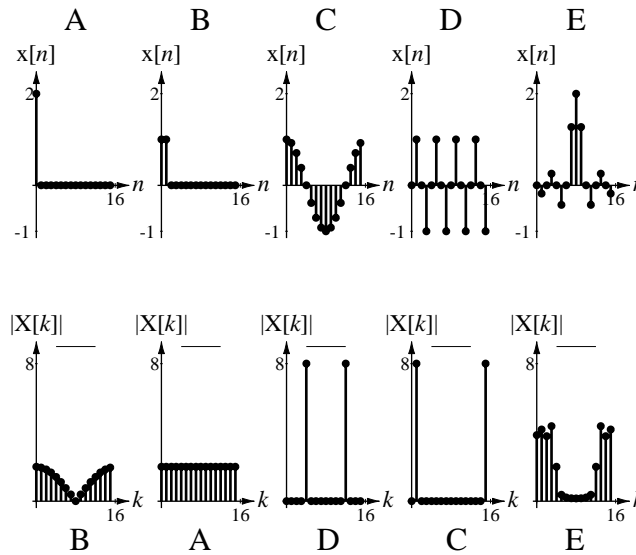 A B C D E
x[n] x[n] x[n] x[n] x[n]
2 2 2 2 2
n n n n n
16 16 16 16 16
-1 -1 -1 -1 -1
|X[k]| |X[k]| |X[k]| |X[k]| |X[k]|
8 8 8 8 8
k k k k k
16 16 16 16 16
B A D C E